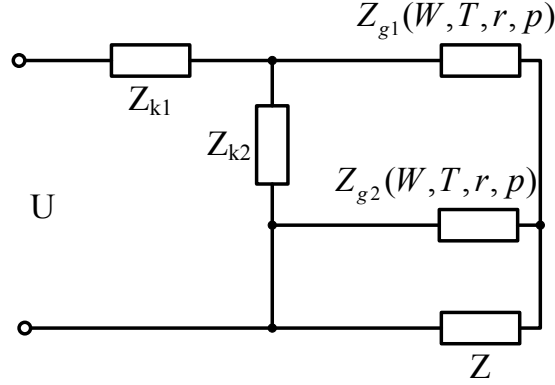 Z_{g1}(W,T,r,p)
Z_{k1}
Z_{k2}
Z_{g2}(W,T,r,p)
U
Z